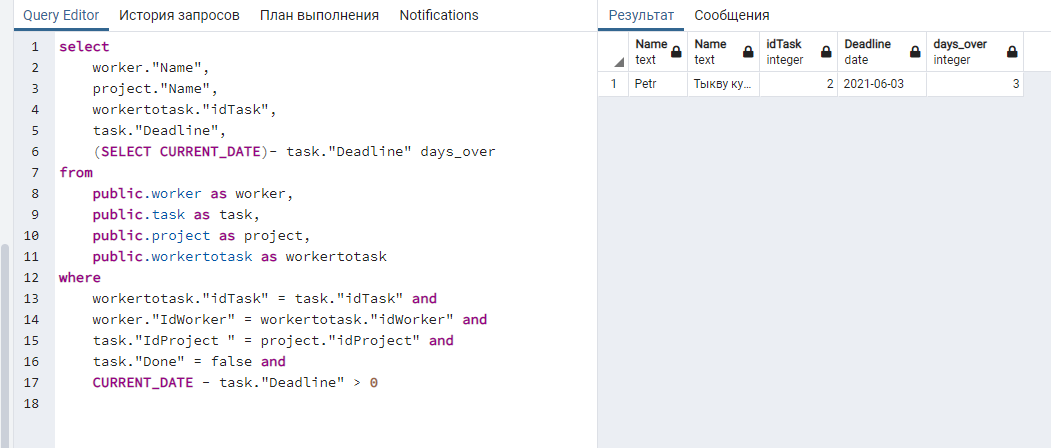 Query Editor История запросов План выполнения Notifications
1 select
2 worker."Name",
3 project."Name",
4 workertotask."idTask",
5 task."Deadline",
6 (SELECT CURRENT_DATE)- task."Deadline" days_over
7 from
8 public.worker as worker,
9 public.task as task,
10 public.project as project,
11 public.workertotask as workertotask
12 where
13 workertotask."idTask" = task."idTask" and
14 worker."IdWorker" = workertotask."idWorker" and
15 task."IdProject " = project."idProject" and
16 task."Done" = false and
17 CURRENT_DATE - task."Deadline" > 0
18
Результат Сообщения
Name Name idTask Deadline days_over
text text integer date integer
1 Petr Тыкву ку... 2 2021-06-03 3